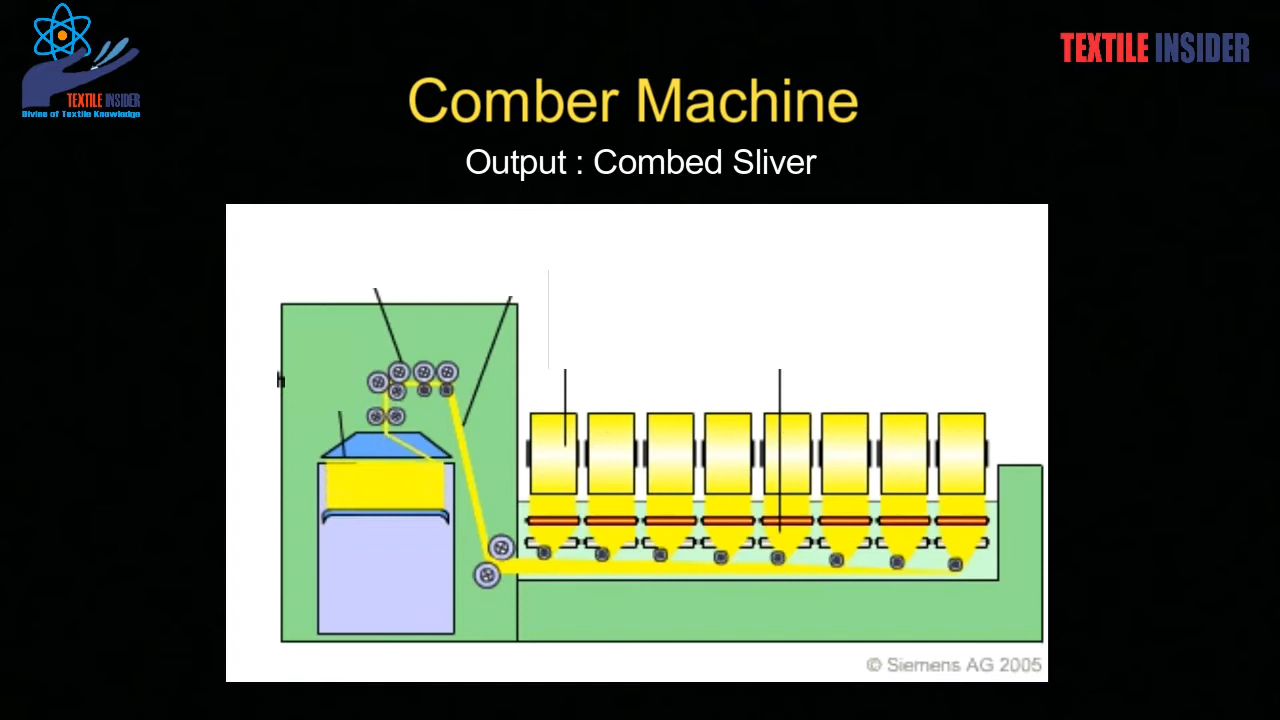 TEXTILE INSIDER
Divine of Textile Knowledge
TEXTILE INSIDER
Comber Machine
Output : Combed Sliver
© Siemens AG 2005